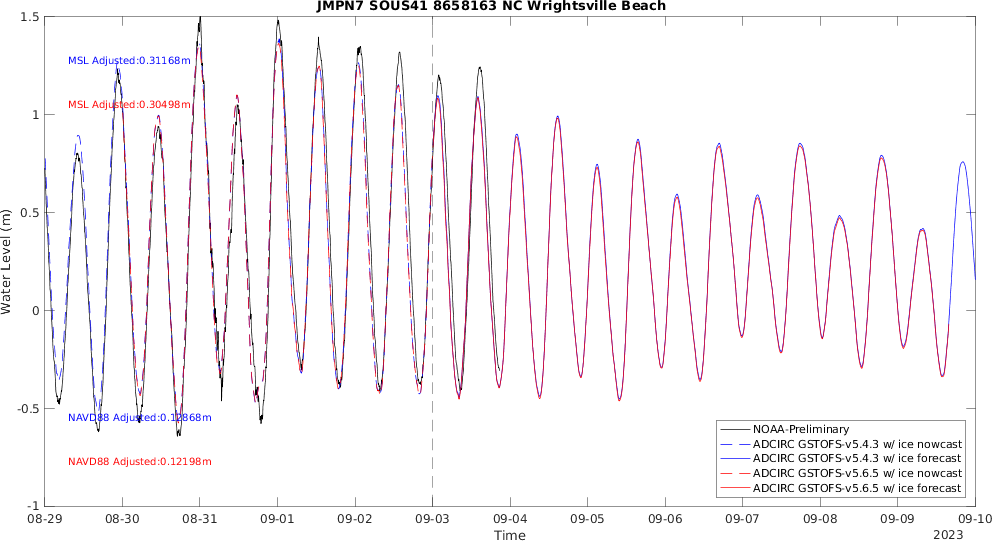 JMPN7 SOUS41 8658163 NC Wrightsville Beach
1.5
1
0.5
0
-0.5
-1
Water Level (m)
MSL Adjusted:0.31168m
MSL Adjusted:0.30498m
NAVD88 Adjusted:0.12868m
NAVD88 Adjusted:0.12198m
NOAA-Preliminary
ADCIRC GSTOFS-v5.4.3 w/ ice nowcast
ADCIRC GSTOFS-v5.4.3 w/ ice forecast
ADCIRC GSTOFS-v5.6.5 w/ ice nowcast
ADCIRC GSTOFS-v5.6.5 w/ ice forecast
08-29 08-30 08-31 09-01 09-02 09-03 09-04 09-05 09-06 09-07 09-08 09-09 09-10
Time
2023